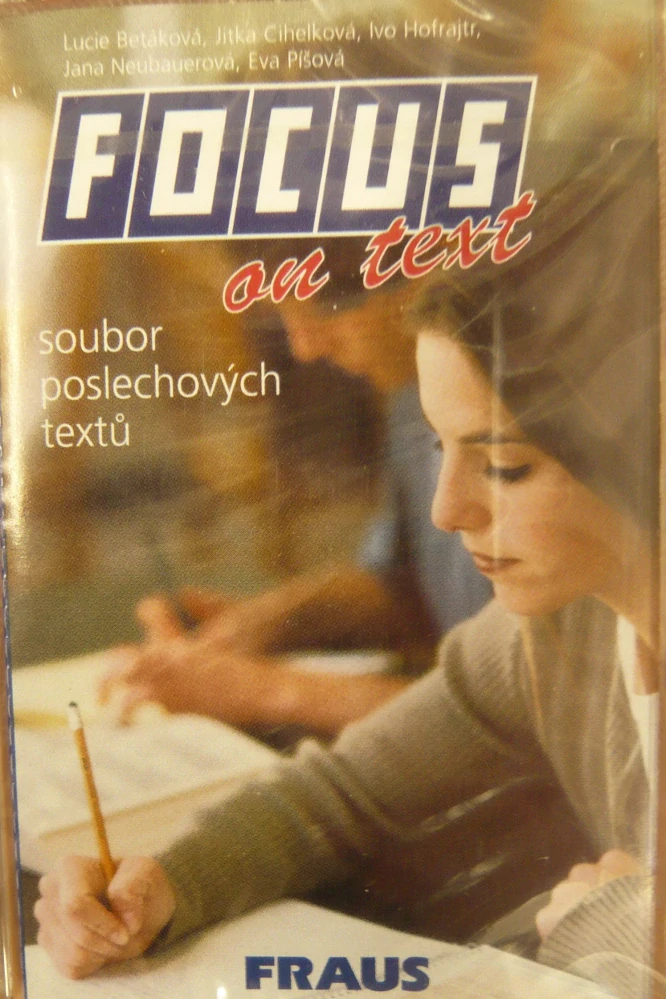 Lucie Betáková, Jitka Cihelková, Ivo Hofrajtr,
Jana Neubauerová, Eva Píšová
FOCUS
on text
soubor
poslechových
textů
FRAUS